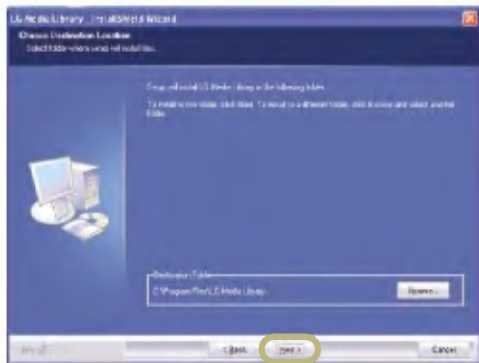 LG Media Library - InstallShield Wizard
Choose Destination Location
Select folder where setup will install files.
Setup will install LG Media Library in the following folder.
To install to this folder, click Next. To install to a different folder, click Browse and select another
folder.
Destination Folder
C:\Program Files\LG Media Library
Browse...
< Back
Next >
Cancel